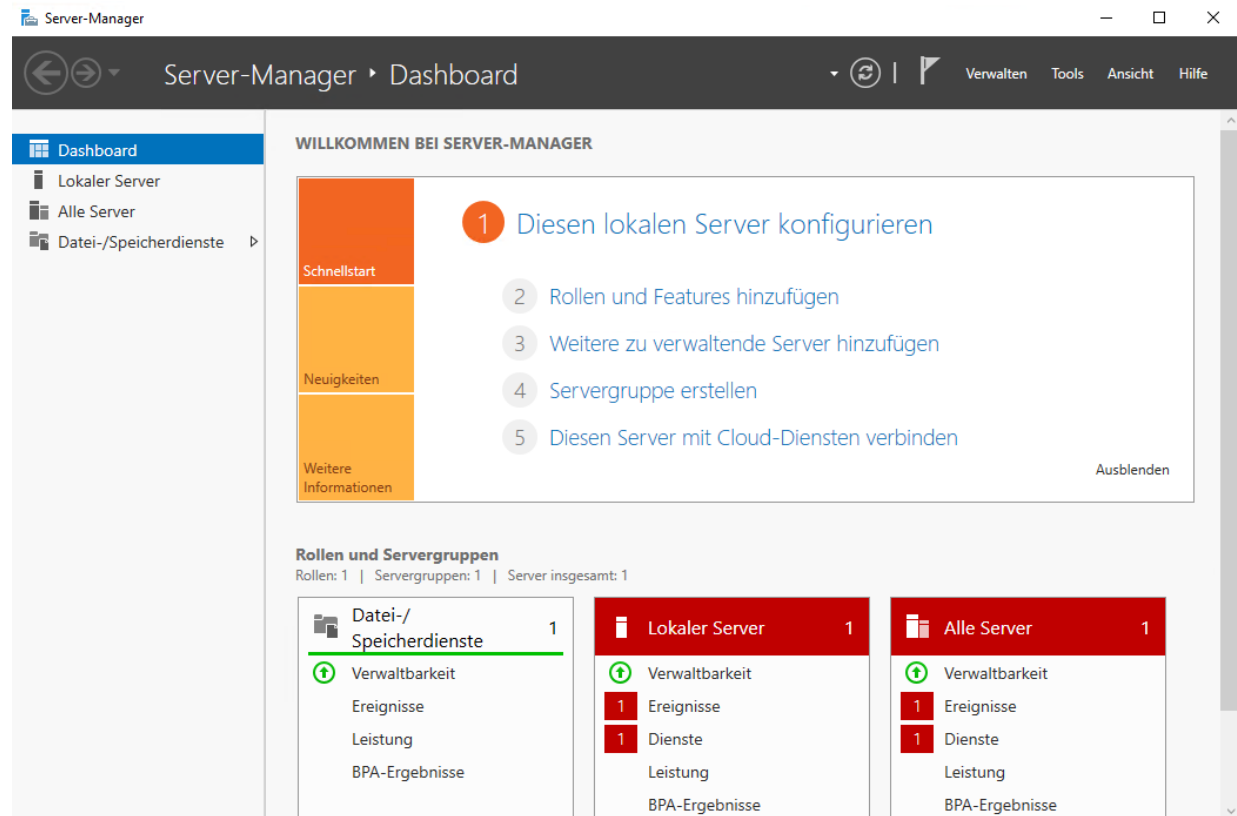 Server-Manager
Server-Manager ‣ Dashboard
Verwalten Tools Ansicht Hilfe
Dashboard
Lokaler Server
Alle Server
Datei-/Speicherdienste
WILLKOMMEN BEI SERVER-MANAGER
Schnellstart
Neuigkeiten
Weitere
Informationen
1 Diesen lokalen Server konfigurieren
2 Rollen und Features hinzufügen
3 Weitere zu verwaltende Server hinzufügen
4 Servergruppe erstellen
5 Diesen Server mit Cloud-Diensten verbinden
Ausblenden
Rollen und Servergruppen
Rollen: 1 | Servergruppen: 1 | Server insgesamt: 1
Datei-/
Speicherdienste 1
Verwaltbarkeit
Ereignisse
Leistung
BPA-Ergebnisse
Lokaler Server 1
Verwaltbarkeit
1 Ereignisse
1 Dienste
Leistung
BPA-Ergebnisse
Alle Server 1
Verwaltbarkeit
1 Ereignisse
1 Dienste
Leistung
BPA-Ergebnisse